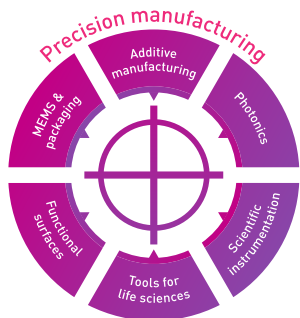 Precision manufacturing
Additive
manufacturing
Photonics
Scientific
instrumentation
Tools for
life sciences
Functional
surfaces
MEMS &
packaging